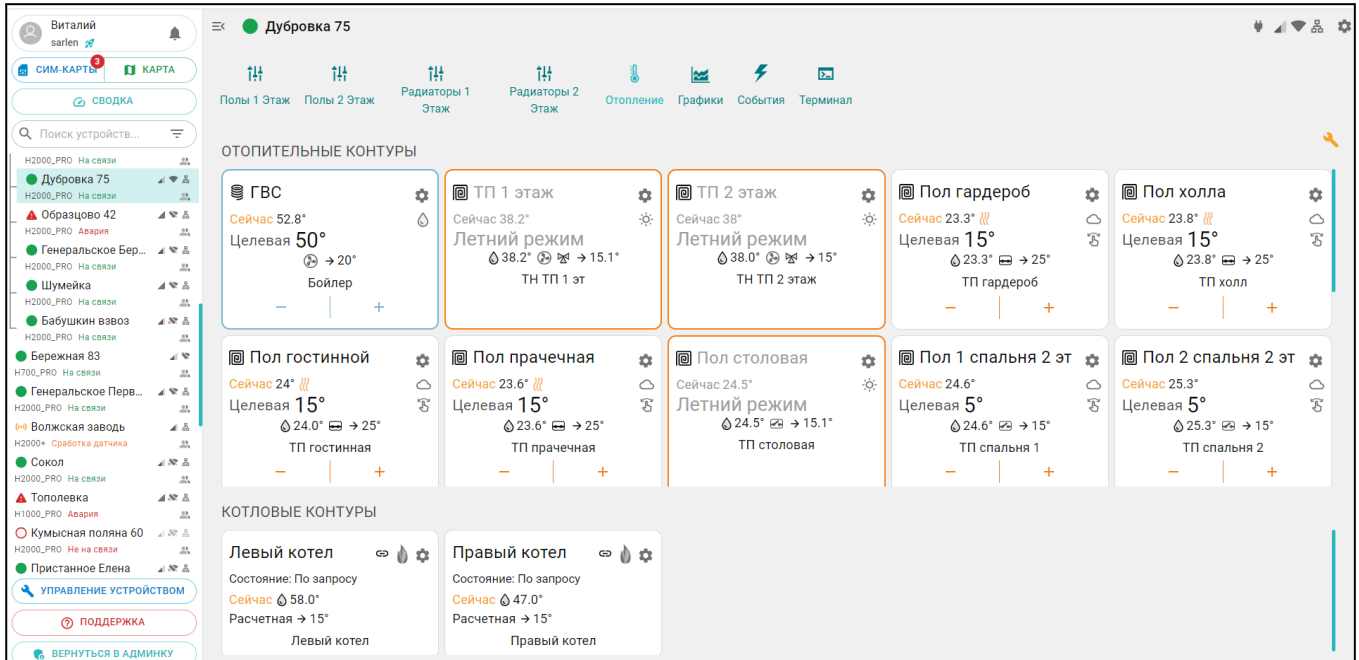 Виталий
sarlen
СИМ-КАРТЫ 3
КАРТА
СВОДКА
Поиск устройств...
H2000_PRO На связи
Дубровка 75
H2000_PRO На связи
Образцово 42
H2000_PRO Авария
Генеральское Бер...
H2000_PRO На связи
Шумейка
H2000_PRO На связи
Бабушкин взвоз
H2000_PRO На связи
Бережная 83
H700_PRO На связи
Генеральское Перв...
H2000_PRO На связи
Волжская заводь
H2000+ Сработка датчика
Сокол
H2000_PRO На связи
Тополевка
H1000_PRO Авария
Кумысная поляна 60
H2000_PRO Не на связи
Пристанное Елена
УПРАВЛЕНИЕ УСТРОЙСТВОМ
ПОДДЕРЖКА
ВЕРНУТЬСЯ В АДМИНКУ
Дубровка 75
Полы 1 Этаж
Полы 2 Этаж
Радиаторы 1
Этаж
Радиаторы 2
Этаж
Отопление
Графики
События
Терминал
ОТОПИТЕЛЬНЫЕ КОНТУРЫ
ГВС
Сейчас 52.8°
Целевая 50°
→ 20°
Бойлер
− +
ТП 1 этаж
Сейчас 38.2°
Летний режим
38.2° → 15.1°
ТН ТП 1 эт
ТП 2 этаж
Сейчас 38°
Летний режим
38.0° → 15°
ТН ТП 2 этаж
Пол гардероб
Сейчас 23.3°
Целевая 15°
23.3° → 25°
ТП гардероб
− +
Пол холла
Сейчас 23.8°
Целевая 15°
23.8° → 25°
ТП холл
− +
Пол гостинной
Сейчас 24°
Целевая 15°
24.0° → 25°
ТП гостинная
− +
Пол прачечная
Сейчас 23.6°
Целевая 15°
23.6° → 25°
ТП прачечная
− +
Пол столовая
Сейчас 24.5°
Летний режим
24.5° → 15.1°
ТП столовая
Пол 1 спальня 2 эт
Сейчас 24.6°
Целевая 5°
24.6° → 15°
ТП спальня 1
− +
Пол 2 спальня 2 эт
Сейчас 25.3°
Целевая 5°
25.3° → 15°
ТП спальня 2
− +
КОТЛОВЫЕ КОНТУРЫ
Левый котел
Состояние: По запросу
Сейчас 58.0°
Расчетная → 15°
Левый котел
Правый котел
Состояние: По запросу
Сейчас 47.0°
Расчетная → 15°
Правый котел